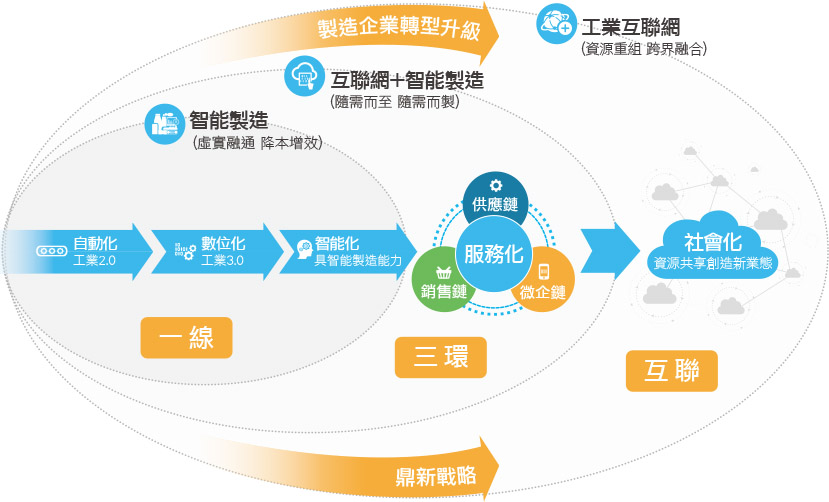 製造企業轉型升級
工業互聯網
(資源重組 跨界融合)
互聯網+智能製造
(隨需而至 隨需而製)
智能製造
(虛實融通 降本增效)
自動化
工業2.0
數位化
工業3.0
智能化
具智能製造能力
供應鏈
服務化
銷售鏈
微企鏈
社會化
資源共享創造新業態
一線
三環
互聯
鼎新戰略